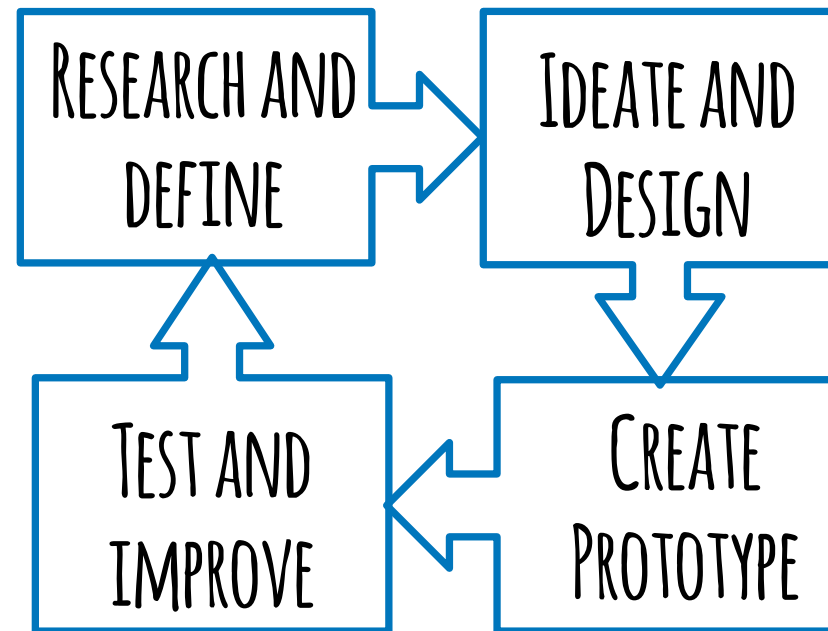 Research and
define
Ideate and
Design
Test and
improve
Create
Prototype